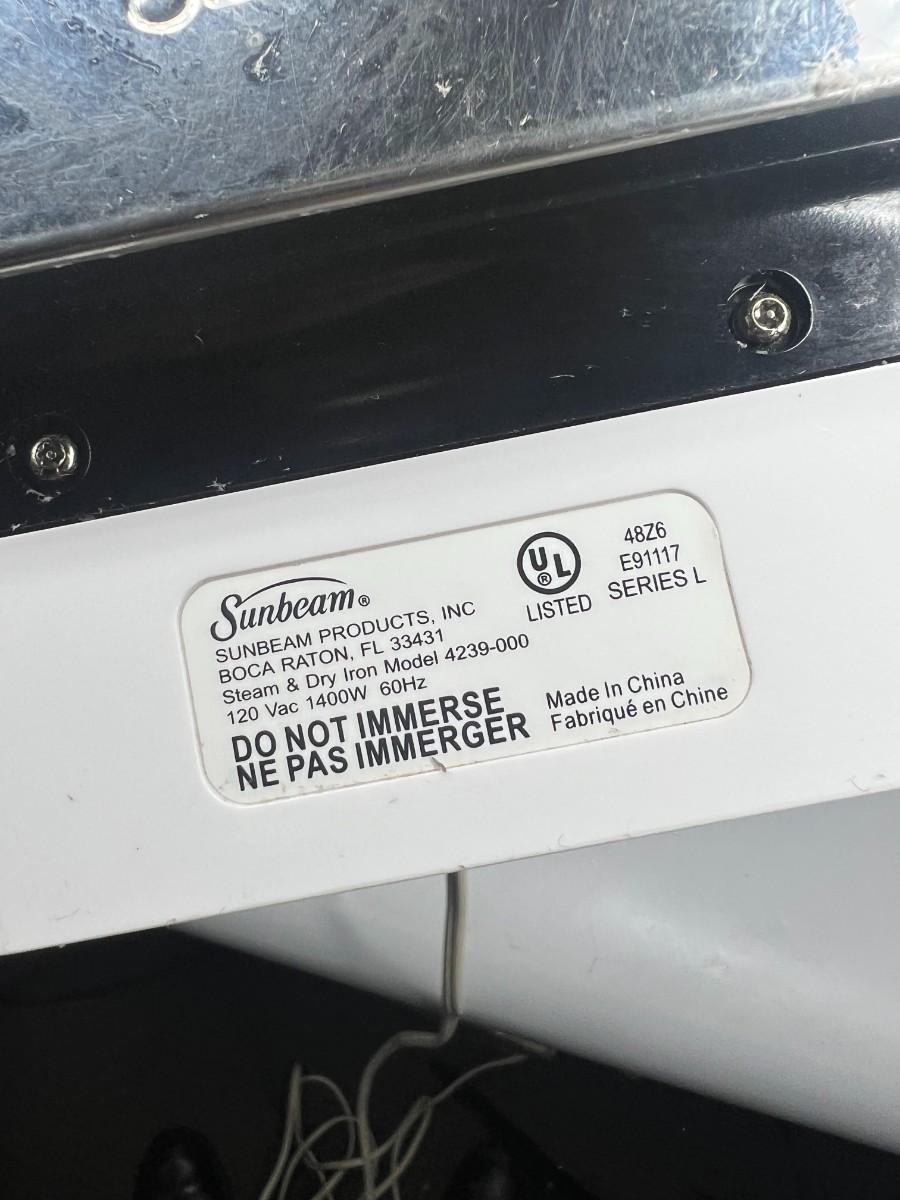 Sunbeam®
SUNBEAM PRODUCTS, INC
BOCA RATON, FL 33431
Steam & Dry Iron Model 4239-000
120 Vac 1400W 60Hz
DO NOT IMMERSE
NE PAS IMMERGER
UL®
LISTED
48Z6
E91117
SERIES L
Made In China
Fabriqué en Chine